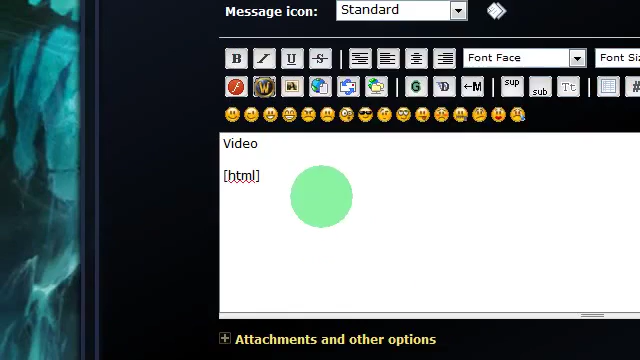 Message icon: Standard
B I U S Font Face Font Siz
W G D ←M sup sub Tt #
Video
[html]
Attachments and other options